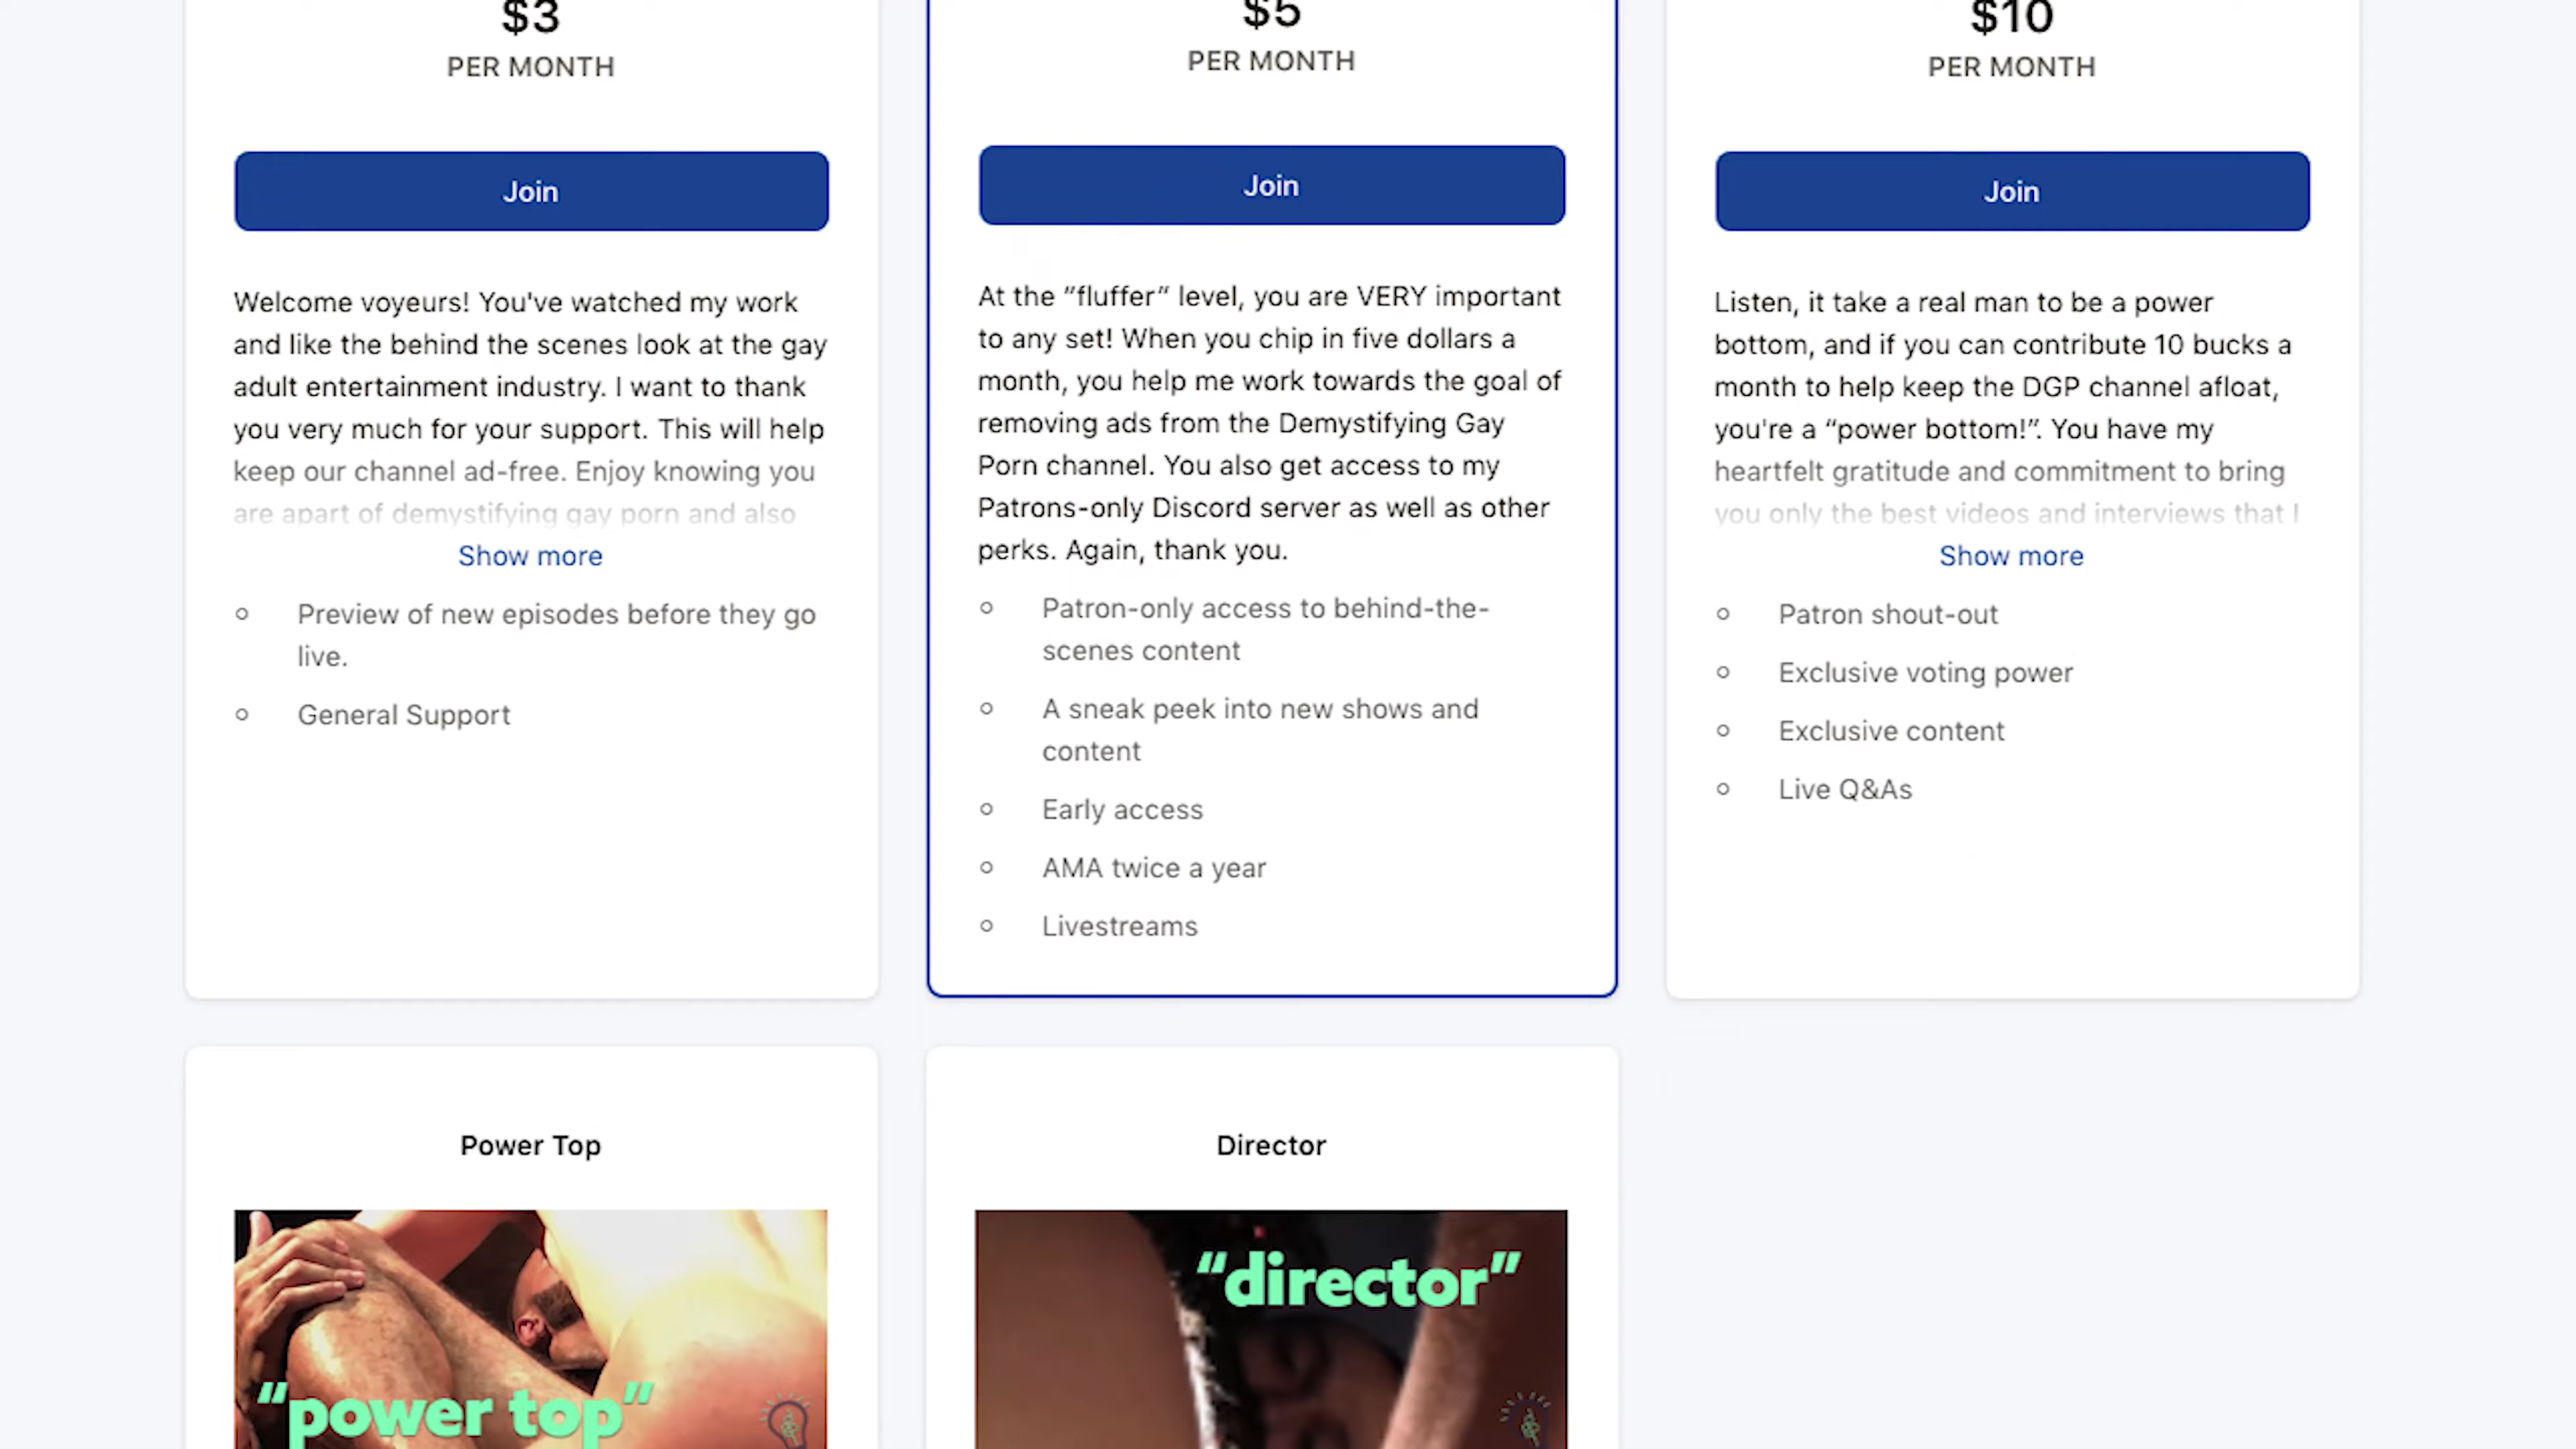 $3
PER MONTH
Join
Welcome voyeurs! You've watched my work
and like the behind the scenes look at the gay
adult entertainment industry. I want to thank
you very much for your support. This will help
keep our channel ad-free. Enjoy knowing you
are apart of demystifying gay porn and also
Show more
Preview of new episodes before they go
live.
General Support
$5
PER MONTH
Join
At the “fluffer” level, you are VERY important
to any set! When you chip in five dollars a
month, you help me work towards the goal of
removing ads from the Demystifying Gay
Porn channel. You also get access to my
Patrons-only Discord server as well as other
perks. Again, thank you.
Patron-only access to behind-the-
scenes content
A sneak peek into new shows and
content
Early access
AMA twice a year
Livestreams
$10
PER MONTH
Join
Listen, it take a real man to be a power
bottom, and if you can contribute 10 bucks a
month to help keep the DGP channel afloat,
you're a “power bottom!”. You have my
heartfelt gratitude and commitment to bring
you only the best videos and interviews that I
Show more
Patron shout-out
Exclusive voting power
Exclusive content
Live Q&As
Power Top
“power top”
Director
“director”